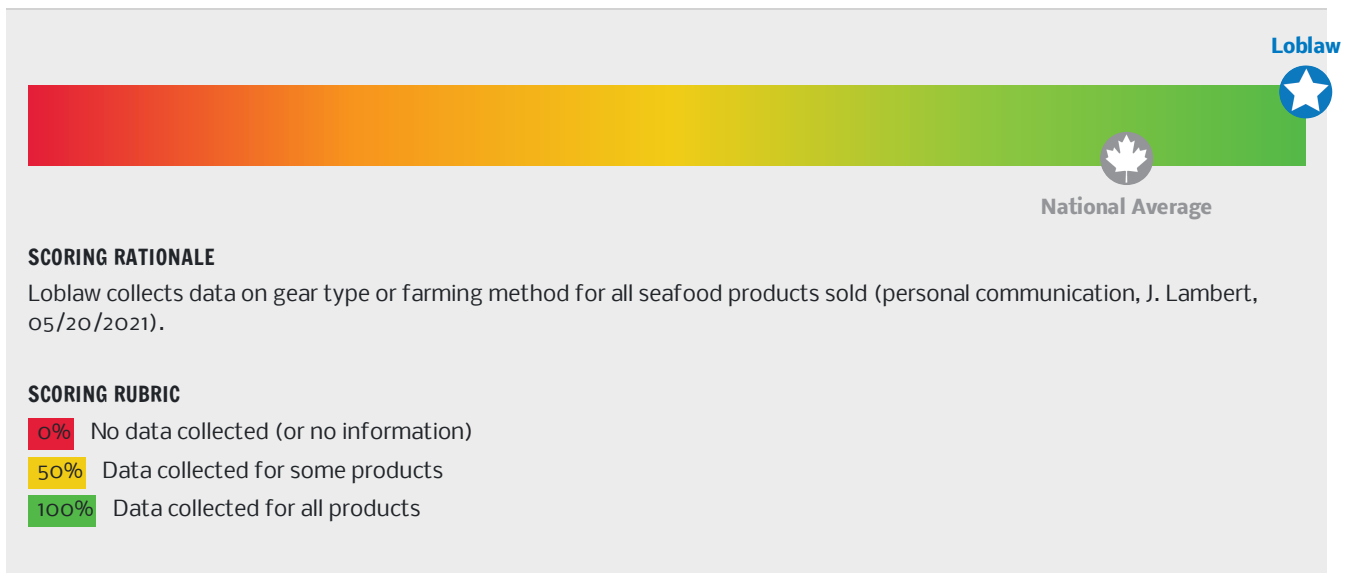 Loblaw
National Average
SCORING RATIONALE
Loblaw collects data on gear type or farming method for all seafood products sold (personal communication, J. Lambert,
05/20/2021).
SCORING RUBRIC
0% No data collected (or no information)
50% Data collected for some products
100% Data collected for all products